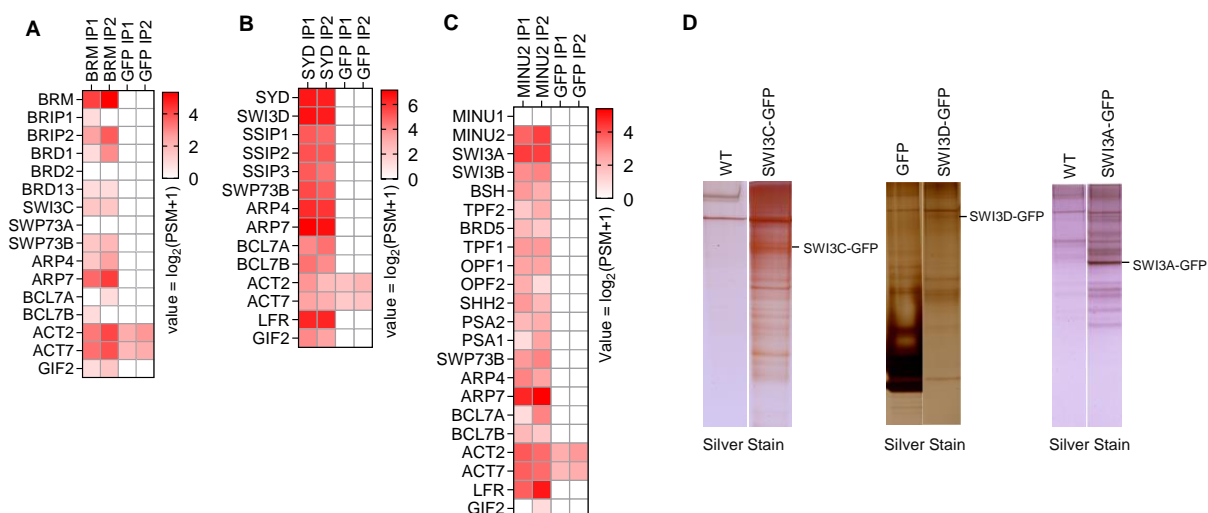 A
BRM IP1
BRM IP2
GFP IP1
GFP IP2
BRM
BRIP1
BRIP2
BRD1
BRD2
BRD13
SWI3C
SWP73A
SWP73B
ARP4
ARP7
BCL7A
BCL7B
ACT2
ACT7
GIF2
4
2
0
value = log2(PSM+1)
B
SYD IP1
SYD IP2
GFP IP1
GFP IP2
SYD
SWI3D
SSIP1
SSIP2
SSIP3
SWP73B
ARP4
ARP7
BCL7A
BCL7B
ACT2
ACT7
LFR
GIF2
6
4
2
0
value = log2(PSM+1)
C
MINU2 IP1
MINU2 IP2
GFP IP1
GFP IP2
MINU1
MINU2
SWI3A
SWI3B
BSH
TPF2
BRD5
TPF1
OPF1
OPF2
SHH2
PSA2
PSA1
SWP73B
ARP4
ARP7
BCL7A
BCL7B
ACT2
ACT7
LFR
GIF2
4
2
0
Value = log2(PSM+1)
D
WT
SWI3C-GFP
SWI3C-GFP
Silver Stain
GFP
SWI3D-GFP
SWI3D-GFP
Silver Stain
WT
SWI3A-GFP
SWI3A-GFP
Silver Stain